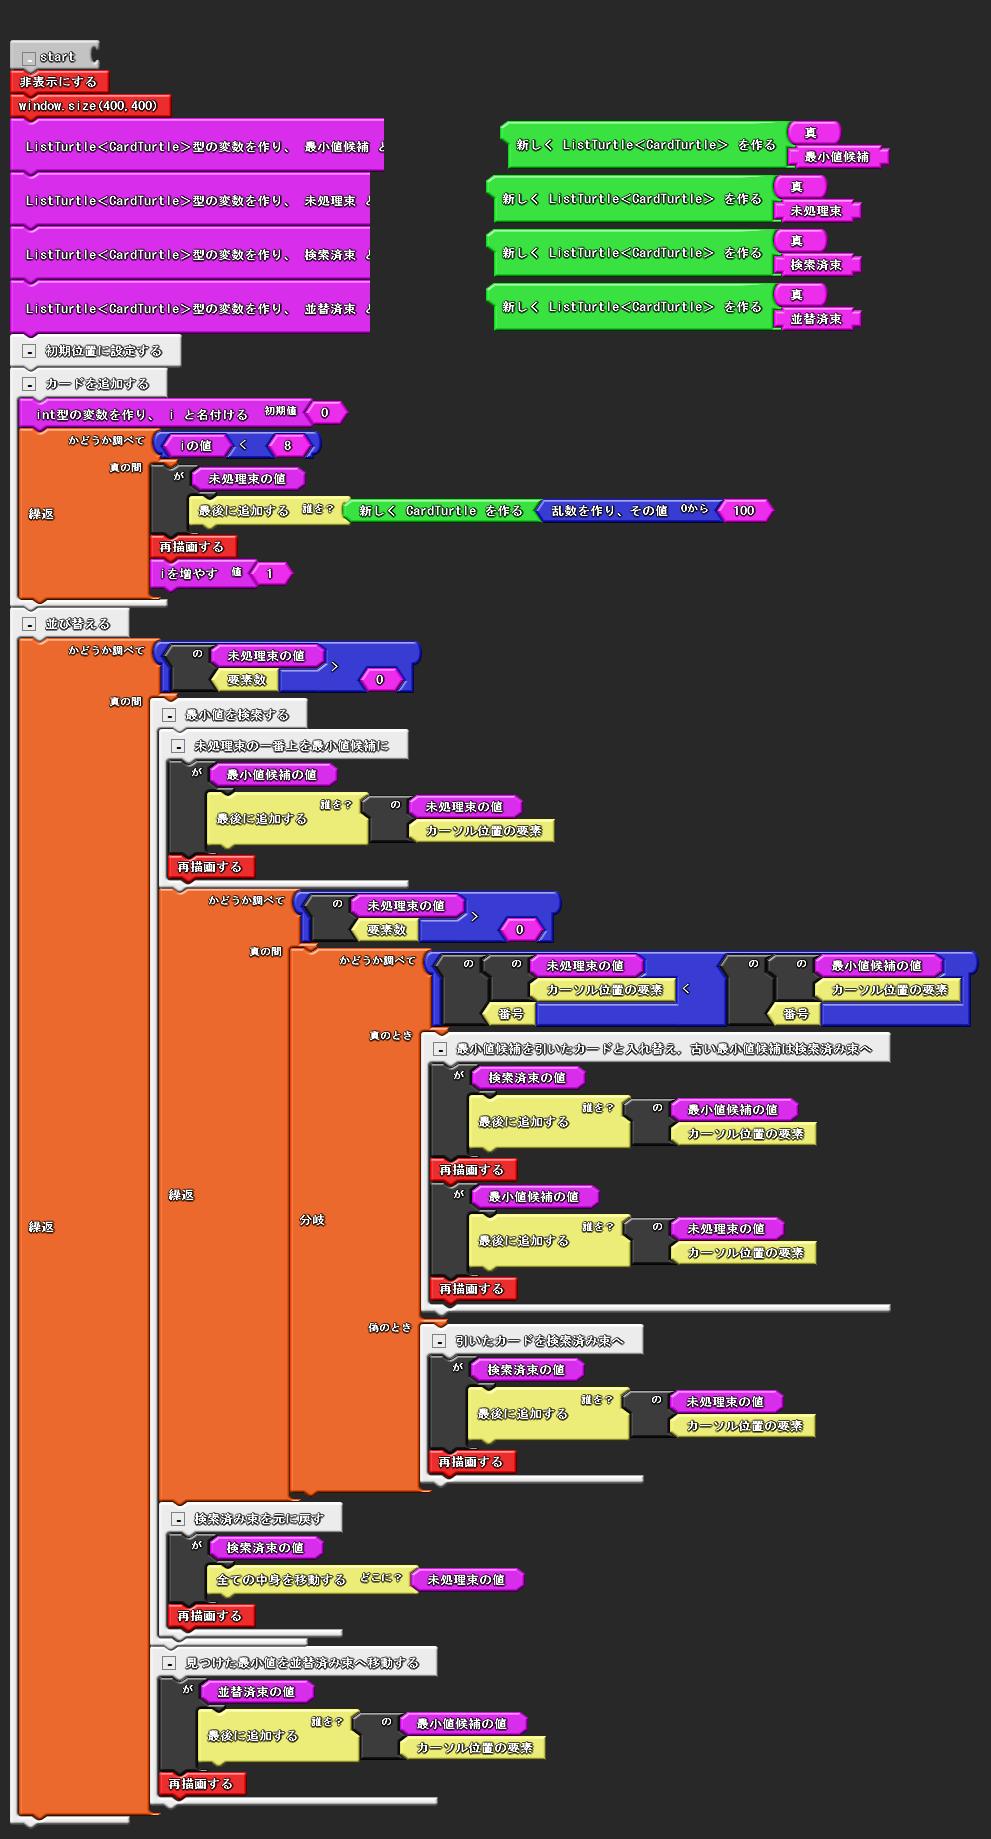 start
非表示にする
window.size(400,400)
ListTurtle<CardTurtle>型の変数を作り、 最小値候補
新しく ListTurtle<CardTurtle> を作る 真
最小値候補
ListTurtle<CardTurtle>型の変数を作り、 未処理束
新しく ListTurtle<CardTurtle> を作る 真
未処理束
ListTurtle<CardTurtle>型の変数を作り、 検索済束
新しく ListTurtle<CardTurtle> を作る 真
検索済束
ListTurtle<CardTurtle>型の変数を作り、 並替済束
新しく ListTurtle<CardTurtle> を作る 真
並替済束
- 初期位置に設定する
- カードを追加する
int型の変数を作り、 i と名付ける 初期値 0
かどうか調べて iの値 < 8
真の間
が 未処理束の値
繰返
最後に追加する 誰を? 新しく CardTurtle を作る 乱数を作り、その値 0から 100
再描画する
iを増やす 値 1
- 並び替える
かどうか調べて の 未処理束の値 >
要素数 0
真の間
- 最小値を検索する
- 未処理束の一番上を最小値候補に
が 最小値候補の値
最後に追加する 誰を? の 未処理束の値
カーソル位置の要素
再描画する
かどうか調べて の 未処理束の値 >
要素数 0
真の間
かどうか調べて の の 未処理束の値 の の 最小値候補の値
カーソル位置の要素 < カーソル位置の要素
番号 番号
真のとき
- 最小値候補を引いたカードと入れ替え，古い最小値候補は検索済み束へ
が 検索済束の値
最後に追加する 誰を? の 最小値候補の値
カーソル位置の要素
再描画する
が 最小値候補の値
繰返
分岐
繰返
最後に追加する 誰を? の 未処理束の値
カーソル位置の要素
再描画する
偽のとき
- 引いたカードを検索済み束へ
が 検索済束の値
最後に追加する 誰を? の 未処理束の値
カーソル位置の要素
再描画する
- 検索済み束を元に戻す
が 検索済束の値
全ての中身を移動する どこに? 未処理束の値
再描画する
- 見つけた最小値を並替済み束へ移動する
が 並替済束の値
最後に追加する 誰を? の 最小値候補の値
カーソル位置の要素
再描画する